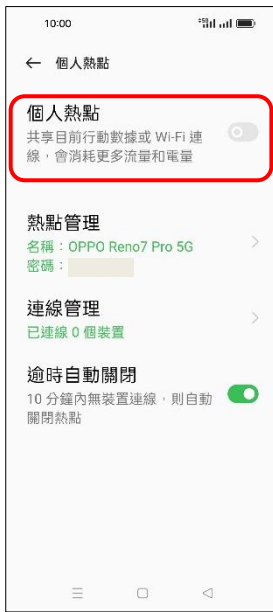 10:00
個人熱點
個人熱點
共享目前行動數據或 Wi-Fi 連
線，會消耗更多流量和電量
熱點管理
名稱：OPPO Reno7 Pro 5G
密碼：
連線管理
已連線 0 個裝置
逾時自動關閉
10 分鐘內無裝置連線，則自動
關閉熱點